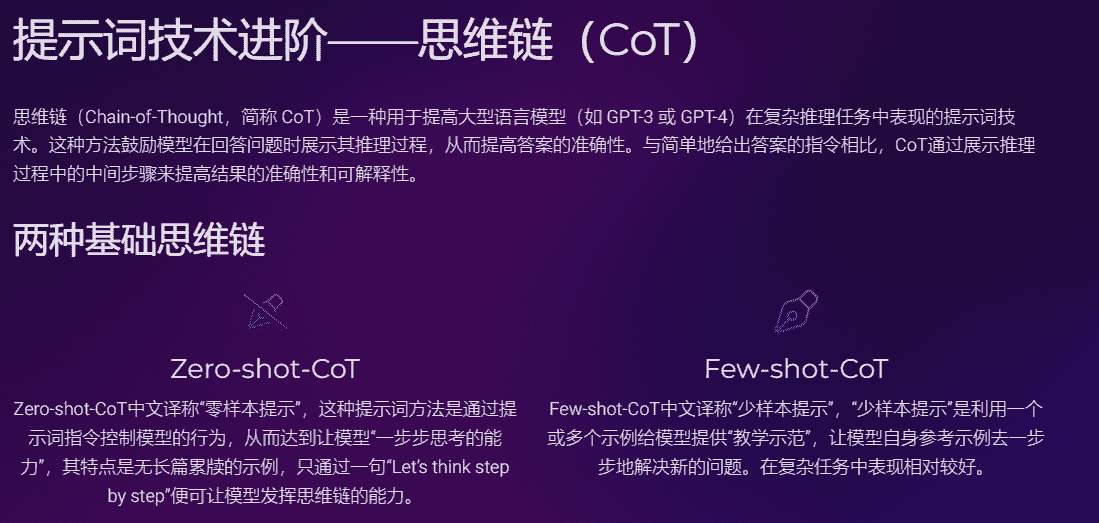 提示词技术进阶——思维链（CoT）
思维链（Chain-of-Thought，简称 CoT）是一种用于提高大型语言模型（如 GPT-3 或 GPT-4）在复杂推理任务中表现的提示词技
术。这种方法鼓励模型在回答问题时展示其推理过程，从而提高答案的准确性。与简单地给出答案的指令相比，CoT通过展示推理
过程中的中间步骤来提高结果的准确性和可解释性。
两种基础思维链
Zero-shot-CoT
Zero-shot-CoT中文译称“零样本提示”，这种提示词方法是通过提
示词指令控制模型的行为，从而达到让模型“一步步思考的能
力”，其特点是无长篇累牍的示例，只通过一句“Let's think step
by step”便可让模型发挥思维链的能力。
Few-shot-CoT
Few-shot-CoT中文译称“少样本提示”，“少样本提示”是利用一个
或多个示例给模型提供“教学示范”，让模型自身参考示例去一步
步地解决新的问题。在复杂任务中表现相对较好。